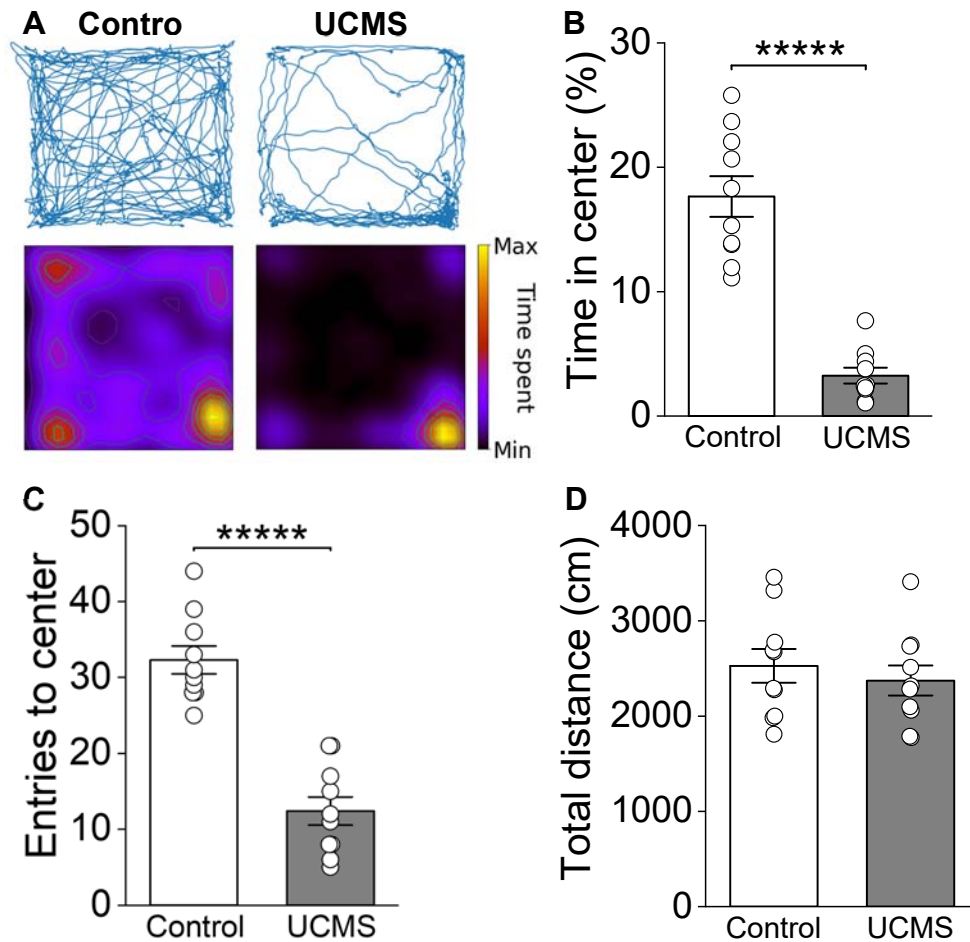 A Contro UCMS
Max
Time spent
Min
B
Time in center (%)
30
20
10
0
*****
Control UCMS
C
Entries to center
50
40
30
20
10
0
*****
Control UCMS
D
Total distance (cm)
4000
3000
2000
1000
0
Control UCMS